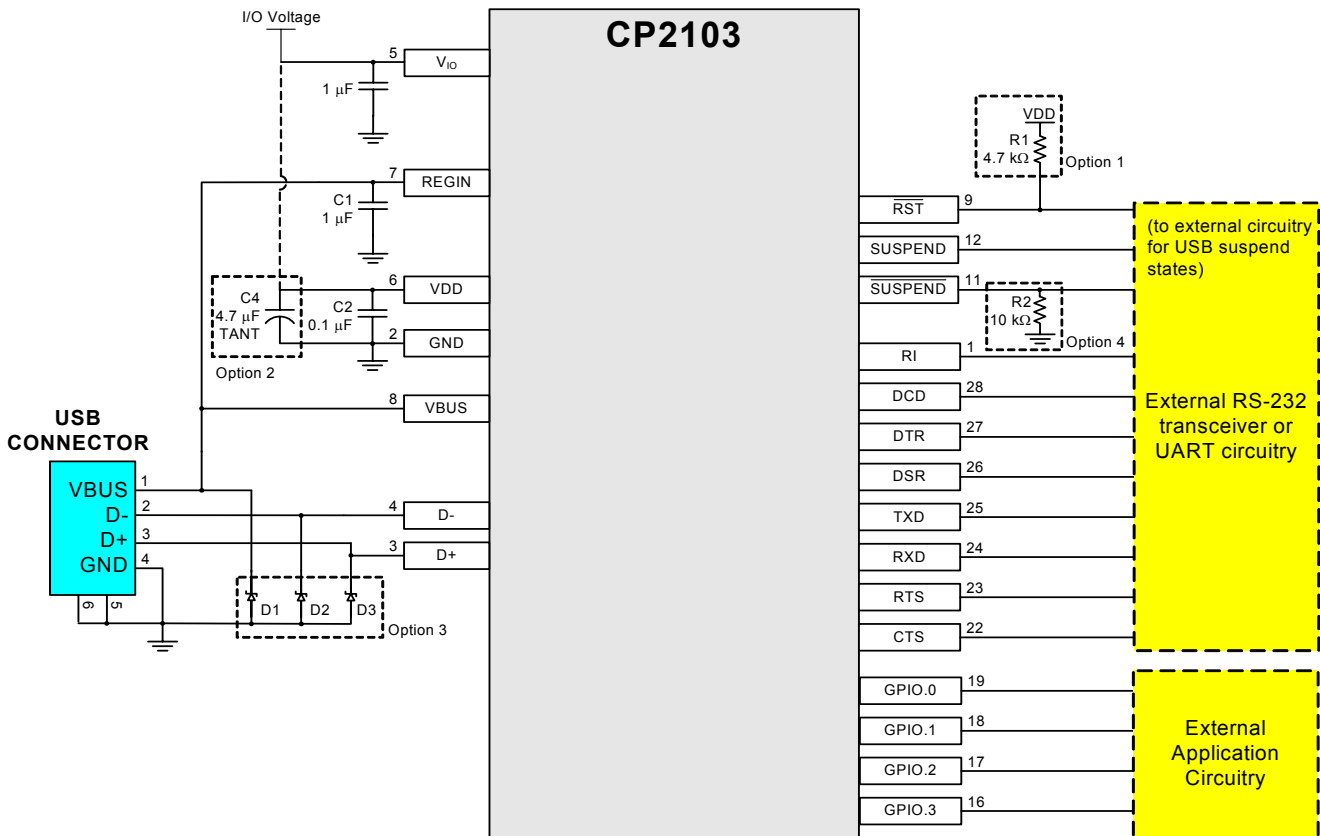 CP2103
I/O Voltage
5
VIO
1 μF
7
REGIN
C1
1 μF
6
VDD
C4
4.7 μF
TANT
C2
0.1 μF
2
GND
Option 2
8
VBUS
USB
CONNECTOR
VBUS
1
D-
2
D+
3
GND
4
6
5
4
D-
3
D+
D1
D2
D3
Option 3
VDD
R1
4.7 kΩ
Option 1
RST
9
SUSPEND
12
SUSPEND
11
R2
10 kΩ
Option 4
RI
1
DCD
28
DTR
27
DSR
26
TXD
25
RXD
24
RTS
23
CTS
22
(to external circuitry
for USB suspend
states)
External RS-232
transceiver or
UART circuitry
GPIO.0
19
GPIO.1
18
GPIO.2
17
GPIO.3
16
External
Application
Circuitry